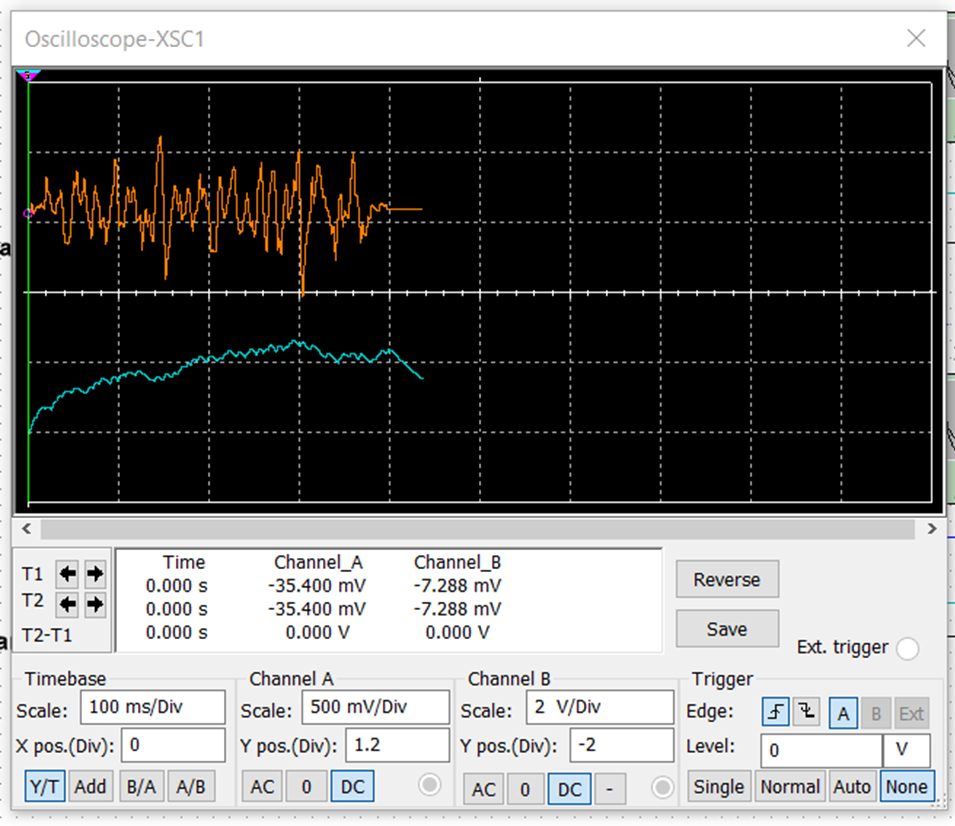 Oscilloscope-XSC1
Time Channel_A Channel_B
T1 0.000 s -35.400 mV -7.288 mV
T2 0.000 s -35.400 mV -7.288 mV
T2-T1 0.000 s 0.000 V 0.000 V
Reverse
Save
Ext. trigger
Timebase
Scale: 100 ms/Div
X pos.(Div): 0
Y/T Add B/A A/B
Channel A
Scale: 500 mV/Div
Y pos.(Div): 1.2
AC 0 DC
Channel B
Scale: 2 V/Div
Y pos.(Div): -2
AC 0 DC -
Trigger
Edge: A B Ext
Level: 0 V
Single Normal Auto None